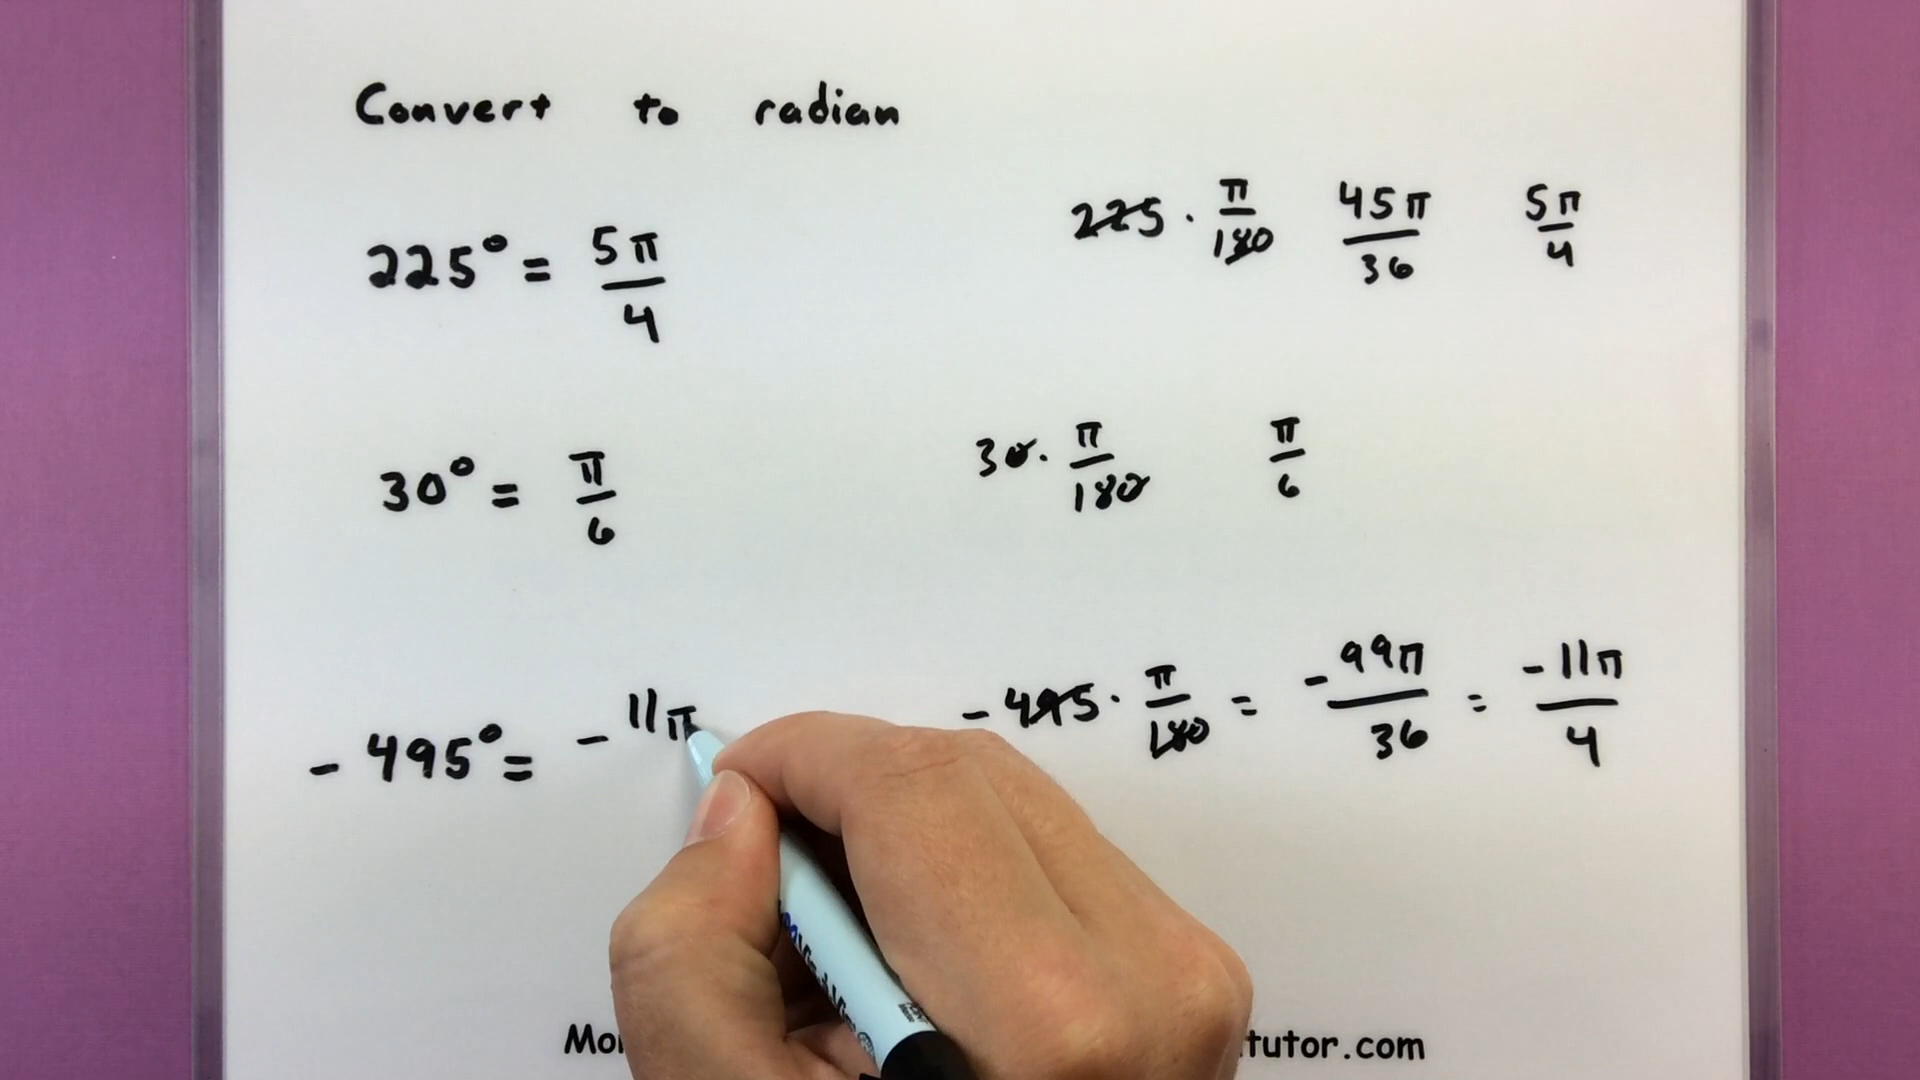 Convert to radian
225° = 5π/4
225 · π/180 45π/36 5π/4
30° = π/6
30 · π/180 π/6
-495° = -11π
-495 · π/180 = -99π/36 = -11π/4
tutor.com